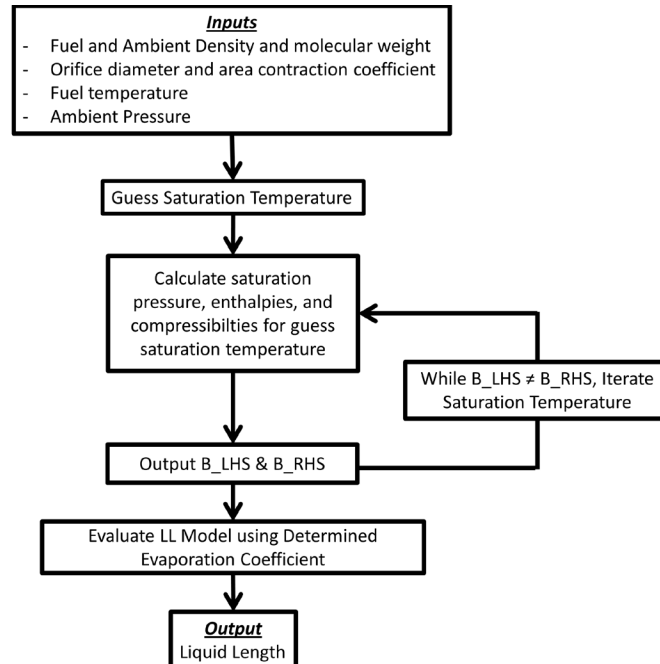 Inputs
- Fuel and Ambient Density and molecular weight
- Orifice diameter and area contraction coefficient
- Fuel temperature
- Ambient Pressure
Guess Saturation Temperature
Calculate saturation
pressure, enthalpies, and
compressibilties for guess
saturation temperature
While B_LHS ≠ B_RHS, Iterate
Saturation Temperature
Output B_LHS & B_RHS
Evaluate LL Model using Determined
Evaporation Coefficient
Output
Liquid Length